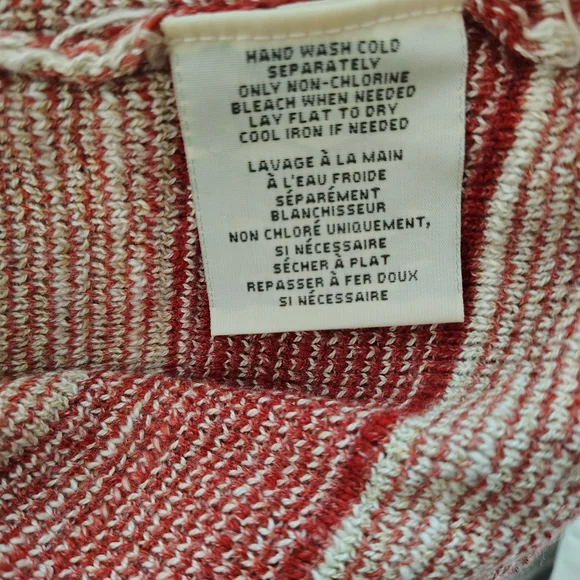 HAND WASH COLD
SEPARATELY
ONLY NON-CHLORINE
BLEACH WHEN NEEDED
LAY FLAT TO DRY
COOL IRON IF NEEDED
LAVAGE À LA MAIN
À L'EAU FROIDE
SÉPARÉMENT
BLANCHISSEUR
NON CHLORÉ UNIQUEMENT,
SI NÉCESSAIRE
SÉCHER À PLAT
REPASSER À FER DOUX
SI NÉCESSAIRE